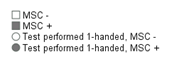 MSC -
MSC +
Test performed 1-handed, MSC -
Test performed 1-handed, MSC +